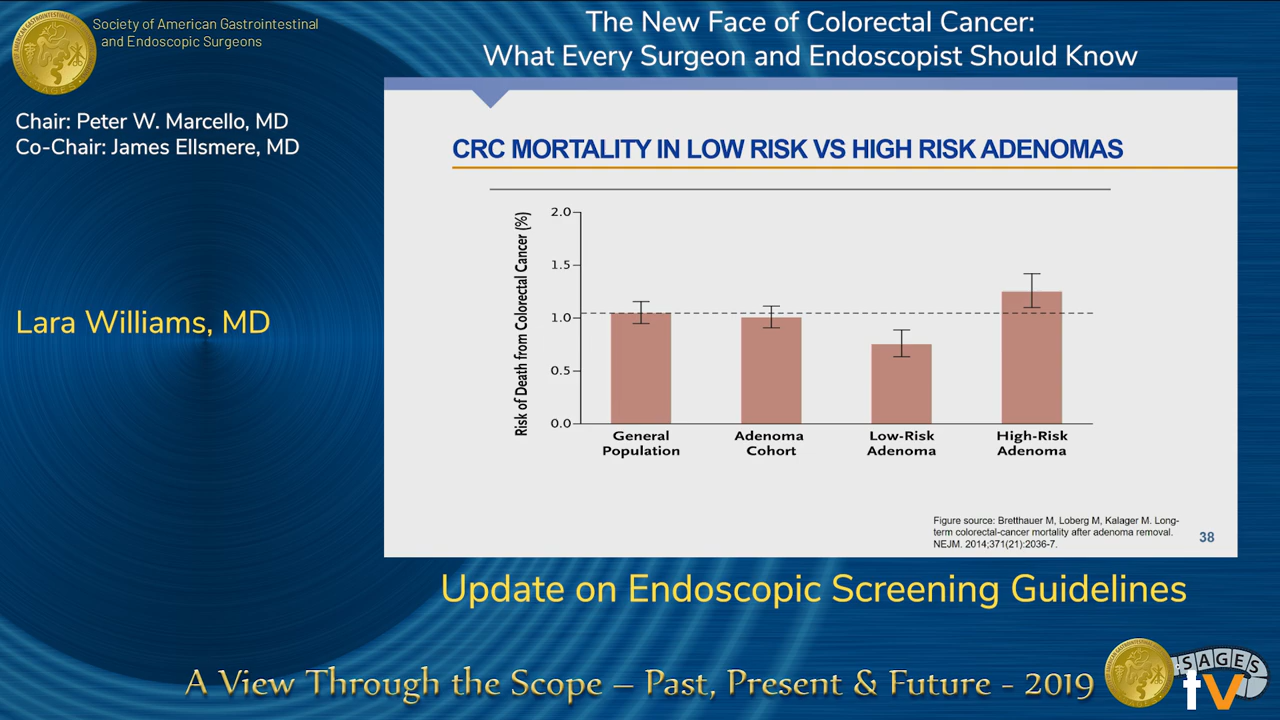 Society of American Gastrointestinal
and Endoscopic Surgeons
The New Face of Colorectal Cancer:
What Every Surgeon and Endoscopist Should Know
Chair: Peter W. Marcello, MD
Co-Chair: James Ellsmere, MD
Lara Williams, MD
CRC MORTALITY IN LOW RISK VS HIGH RISK ADENOMAS
Risk of Death from Colorectal Cancer (%)
2.0
1.5
1.0
0.5
0.0
General
Population
Adenoma
Cohort
Low-Risk
Adenoma
High-Risk
Adenoma
Figure source: Bretthauer M, Loberg M, Kalager M. Long-
term colorectal-cancer mortality after adenoma removal.
NEJM. 2014;371(21):2036-7.
38
Update on Endoscopic Screening Guidelines
A View Through the Scope – Past, Present & Future - 2019
SAGES
tv